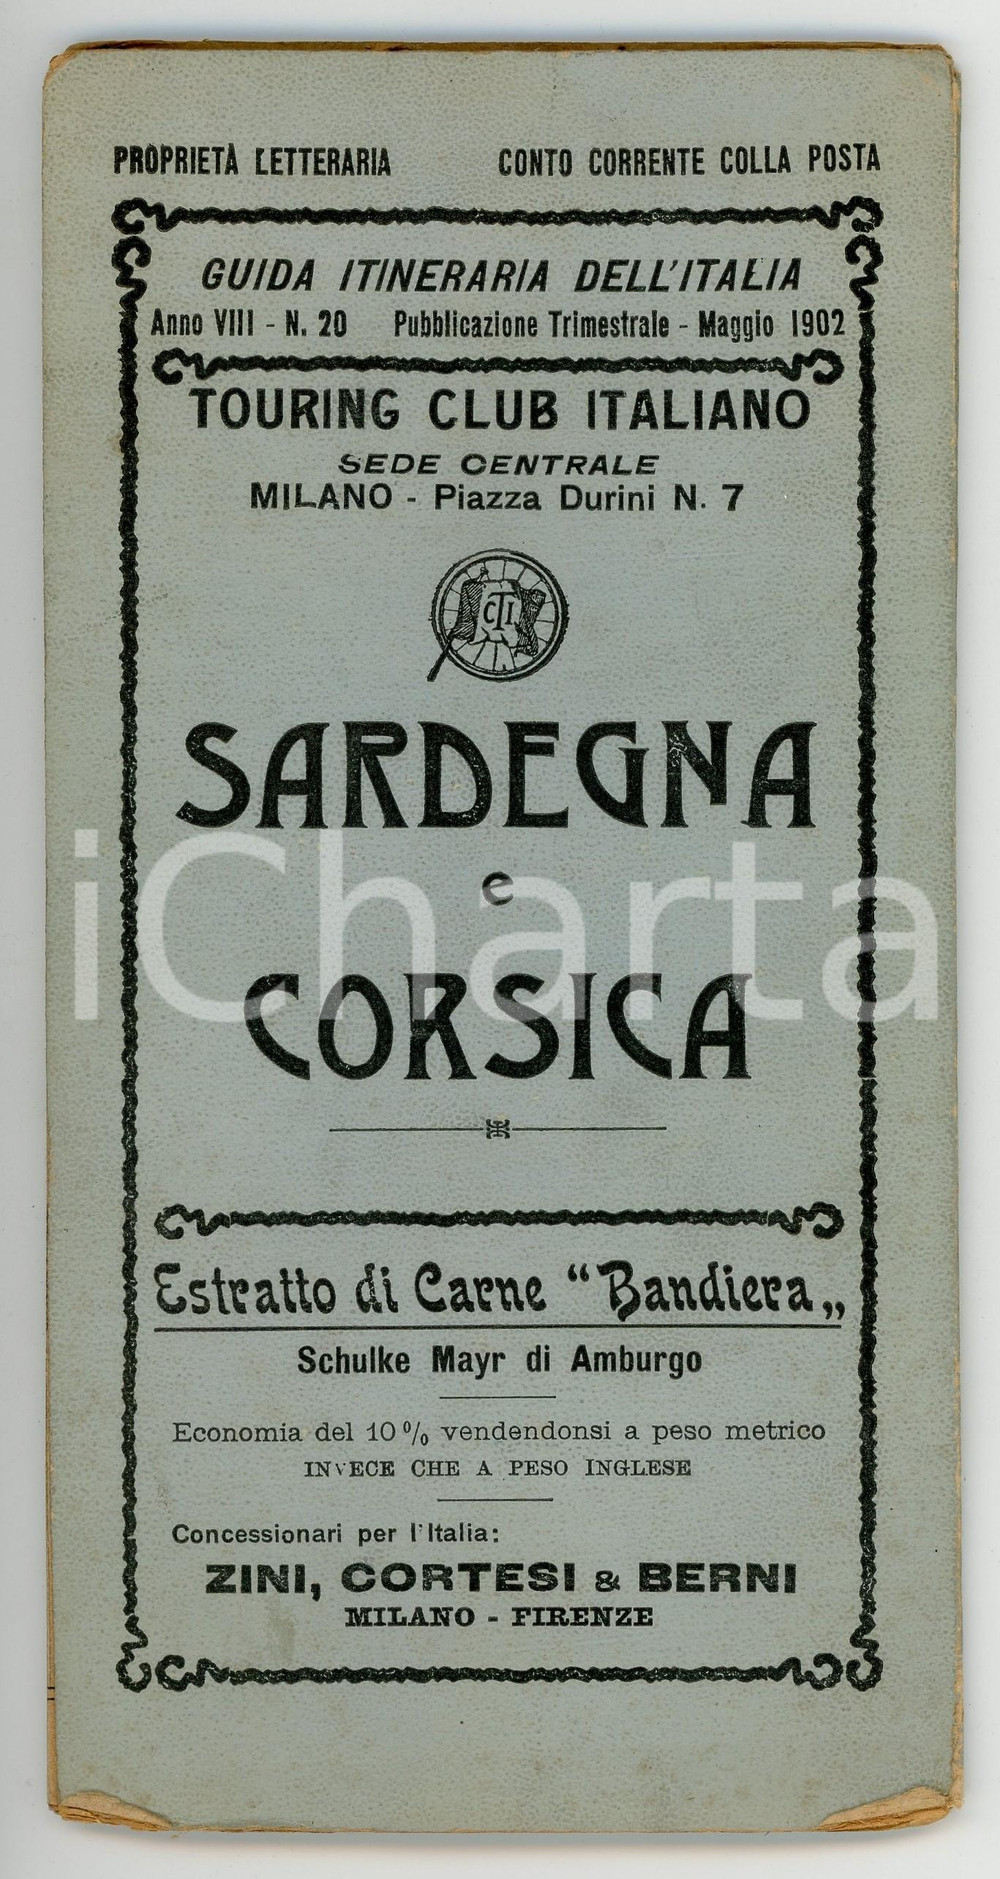 PROPRIETÀ LETTERARIA CONTO CORRENTE COLLA POSTA
GUIDA ITINERARIA DELL'ITALIA
Anno VIII - N. 20 Pubblicazione Trimestrale - Maggio 1902
TOURING CLUB ITALIANO
SEDE CENTRALE
MILANO - Piazza Durini N. 7
CTI
SARDEGNA
e
iCharta
CORSICA
Estratto di Carne “Bandiera„
Schulke Mayr di Amburgo
Economia del 10 % vendendonsi a peso metrico
INVECE CHE A PESO INGLESE
Concessionari per l'Italia:
ZINI, CORTESI & BERNI
MILANO - FIRENZE